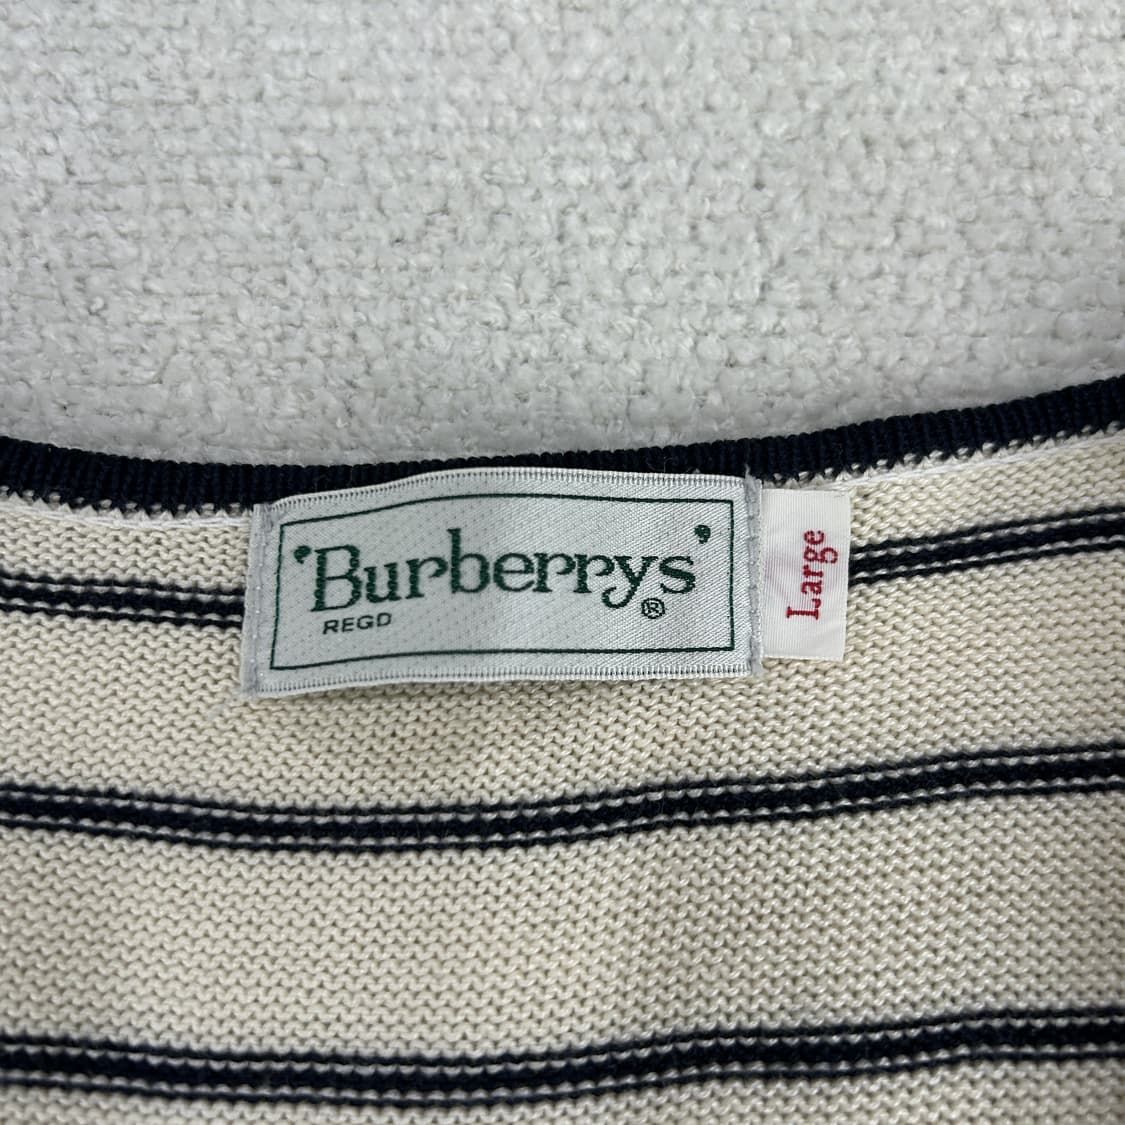 ‘Burberrys’
REGD ®
Large